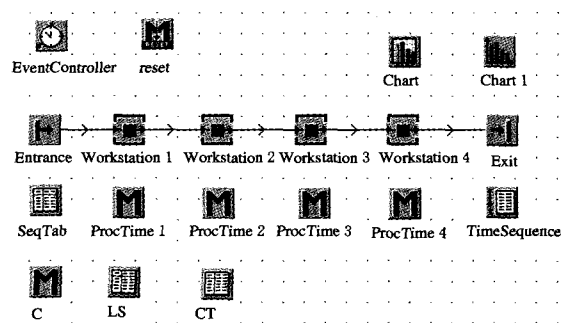 EventController reset
Chart Chart 1
Entrance Workstation 1 Workstation 2 Workstation 3 Workstation 4 Exit
M M M M
SeqTab ProcTime 1 ProcTime 2 ProcTime 3 ProcTime 4 TimeSequence
M
C LS CT